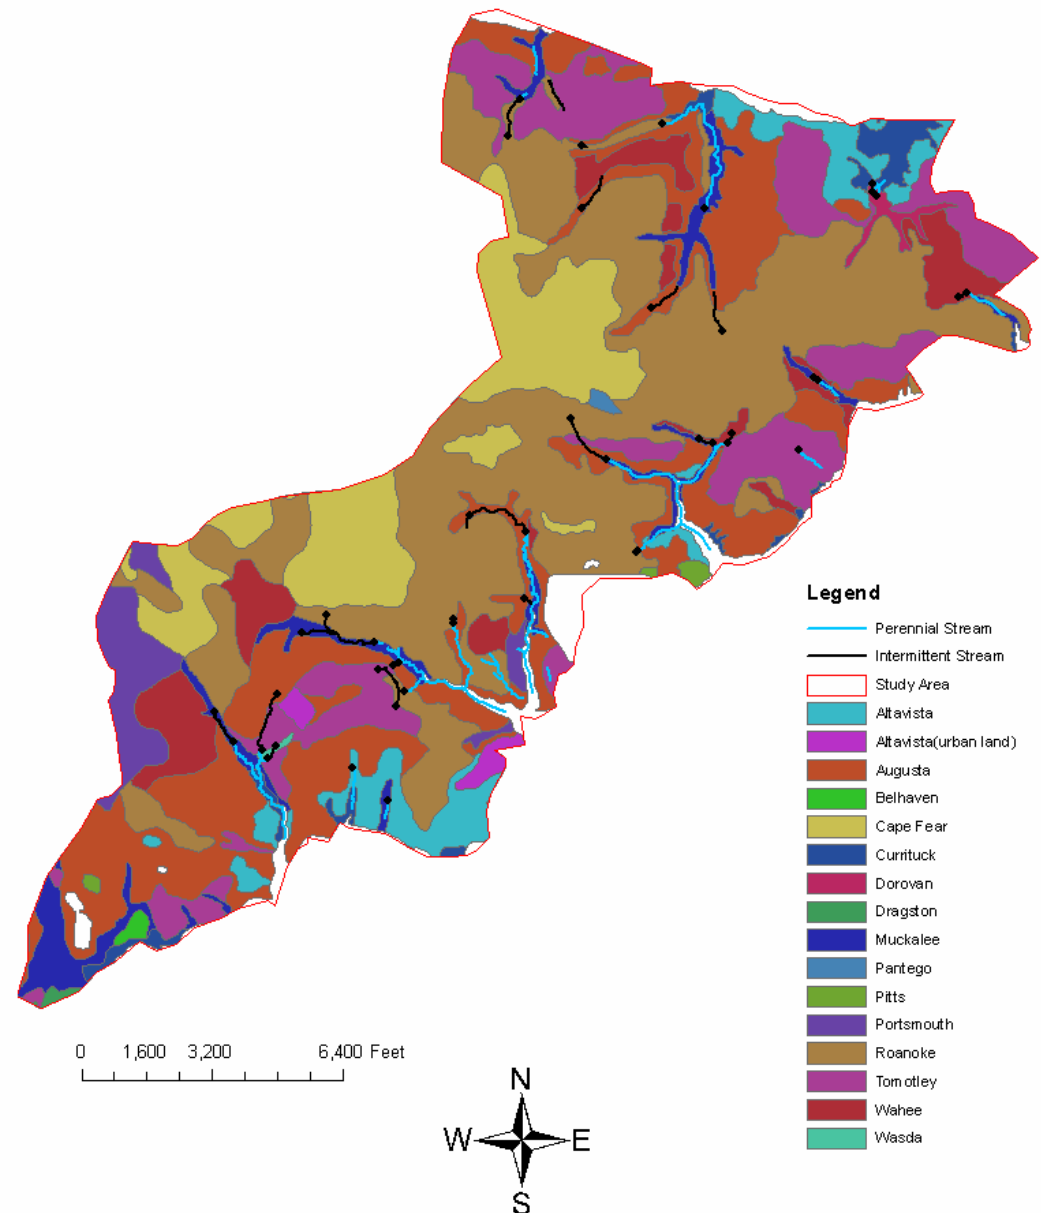 Legend
Perennial Stream
Intermittent Stream
Study Area
Altavista
Altavista(urban land)
Augusta
Belhaven
Cape Fear
Currituck
Dorovan
Dragston
Muckalee
Pantego
Pitts
Portsmouth
Roanoke
Tomotley
Wahee
Wasda
0 1,600 3,200 6,400 Feet
N
W E
S